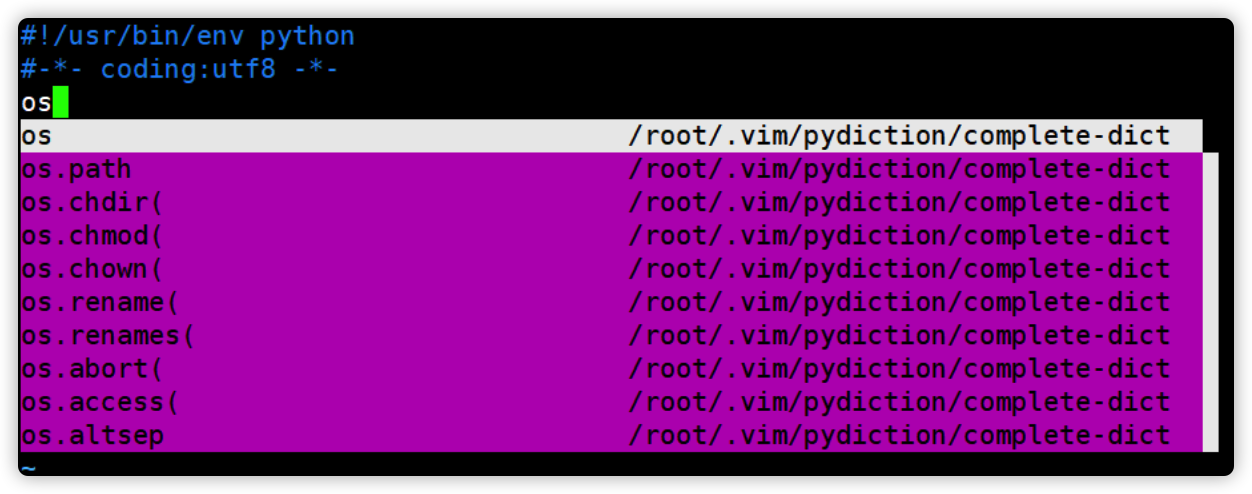 #!/usr/bin/env python
#-*- coding:utf8 -*-
os
os /root/.vim/pydiction/complete-dict
os.path /root/.vim/pydiction/complete-dict
os.chdir( /root/.vim/pydiction/complete-dict
os.chmod( /root/.vim/pydiction/complete-dict
os.chown( /root/.vim/pydiction/complete-dict
os.rename( /root/.vim/pydiction/complete-dict
os.renames( /root/.vim/pydiction/complete-dict
os.abort( /root/.vim/pydiction/complete-dict
os.access( /root/.vim/pydiction/complete-dict
os.altsep /root/.vim/pydiction/complete-dict
~